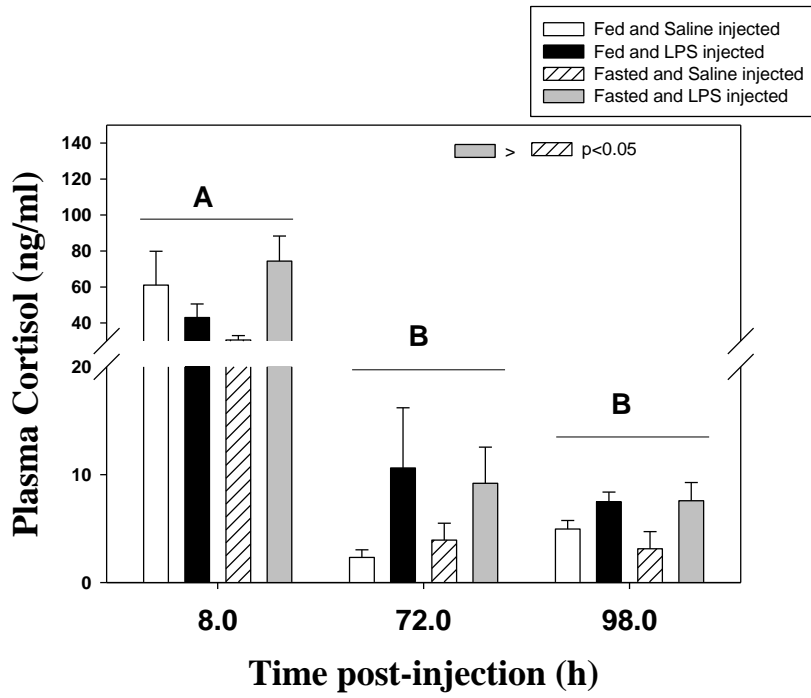 Fed and Saline injected
Fed and LPS injected
Fasted and Saline injected
Fasted and LPS injected
> p<0.05
Plasma Cortisol (ng/ml)
140
120
100
80
60
40
20
10
0
A
B
B
8.0 72.0 98.0
Time post-injection (h)